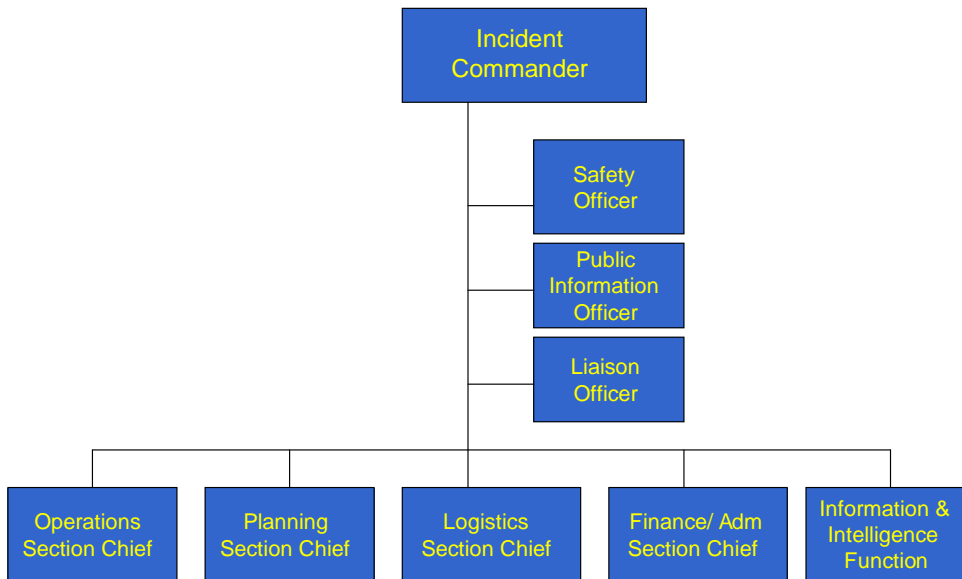 Incident
Commander
Safety
Officer
Public
Information
Officer
Liaison
Officer
Operations
Section Chief
Planning
Section Chief
Logistics
Section Chief
Finance/ Adm
Section Chief
Information &
Intelligence
Function